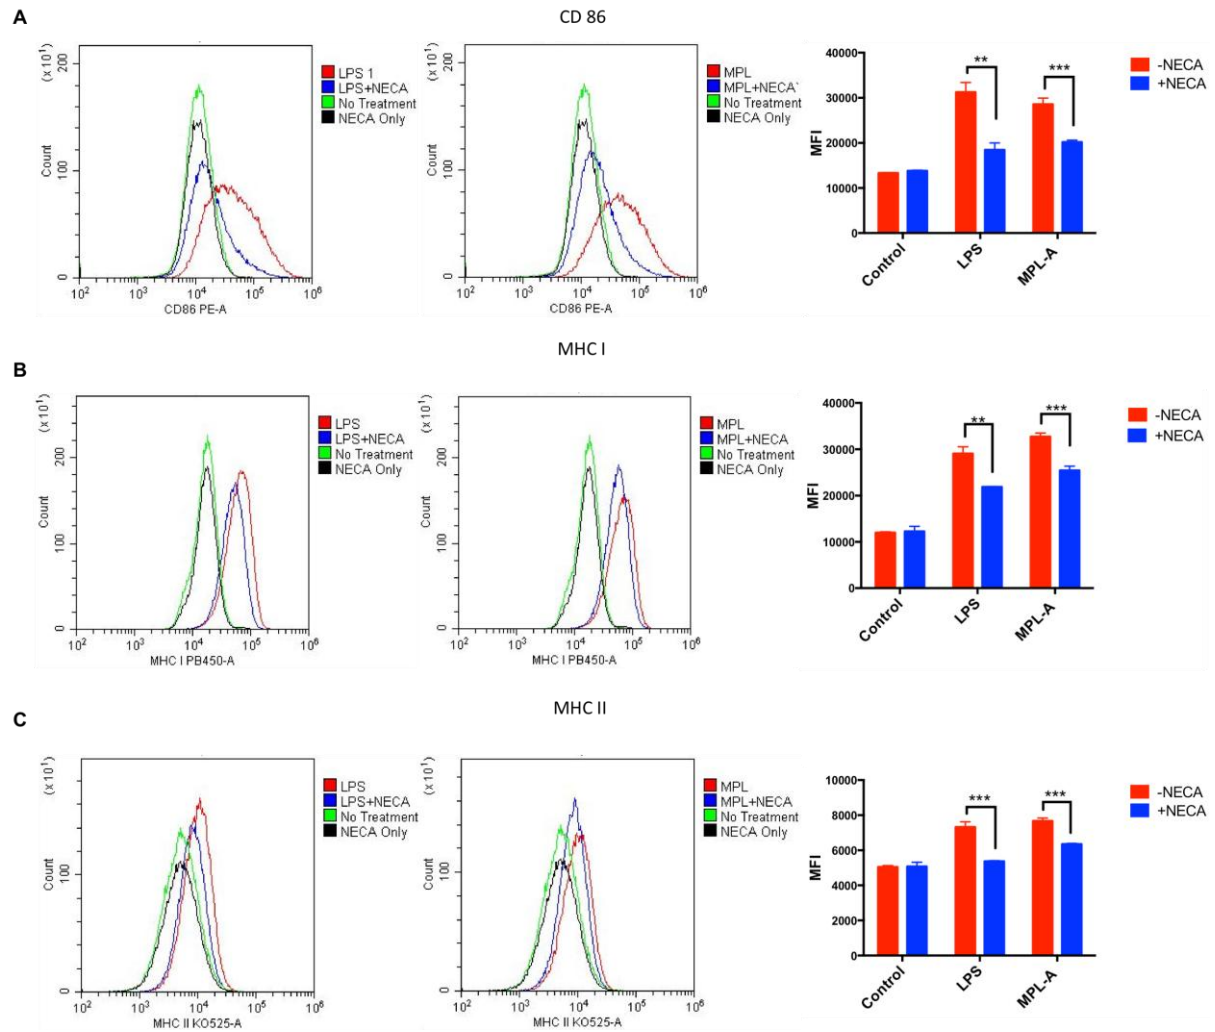 A
CD 86
(x 10¹)
200
100
0
Count
10² 10³ 10⁴ 10⁵ 10⁶
CD86 PE-A
LPS 1
LPS+NECA
No Treatment
NECA Only
(x 10¹)
200
100
0
Count
10² 10³ 10⁴ 10⁵ 10⁶
CD86 PE-A
MPL
MPL+NECA`
No Treatment
NECA Only
MFI
40000
30000
20000
10000
0
** ***
Control LPS MPL-A
-NECA
+NECA
B
MHC I
(x 10¹)
200
100
0
Count
10² 10³ 10⁴ 10⁵ 10⁶
MHC I PB450-A
LPS
LPS+NECA
No Treatment
NECA Only
(x 10¹)
200
100
0
Count
10² 10³ 10⁴ 10⁵ 10⁶
MHC I PB450-A
MPL
MPL+NECA
No Treatment
NECA Only
MFI
40000
30000
20000
10000
0
** ***
Control LPS MPL-A
-NECA
+NECA
C
MHC II
(x 10¹)
100
0
Count
10² 10³ 10⁴ 10⁵ 10⁶
MHC II KO525-A
LPS
LPS+NECA
No Treatment
NECA Only
(x 10¹)
100
0
Count
10² 10³ 10⁴ 10⁵ 10⁶
MHC II KO525-A
MPL
MPL+NECA
No Treatment
NECA Only
MFI
10000
8000
6000
4000
2000
0
*** ***
Control LPS MPL-A
-NECA
+NECA